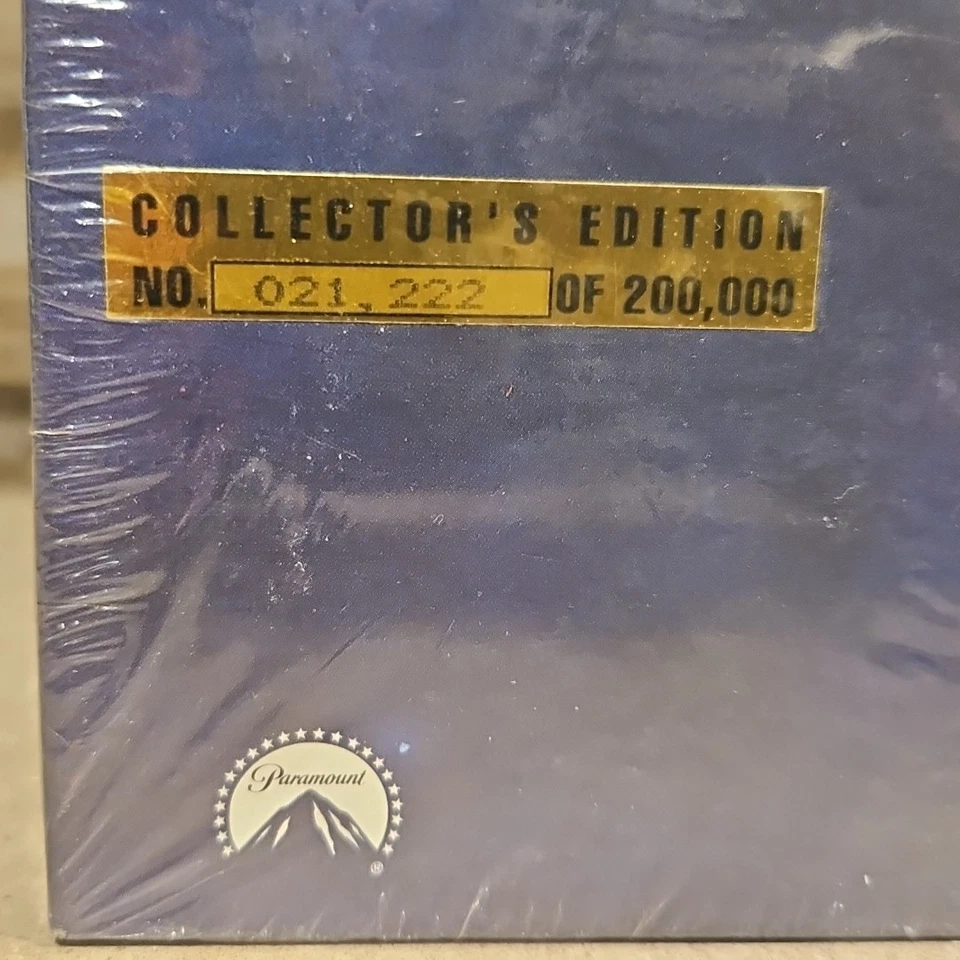 COLLECTOR'S EDITION
NO. 021,222 OF 200,000
Paramount
®